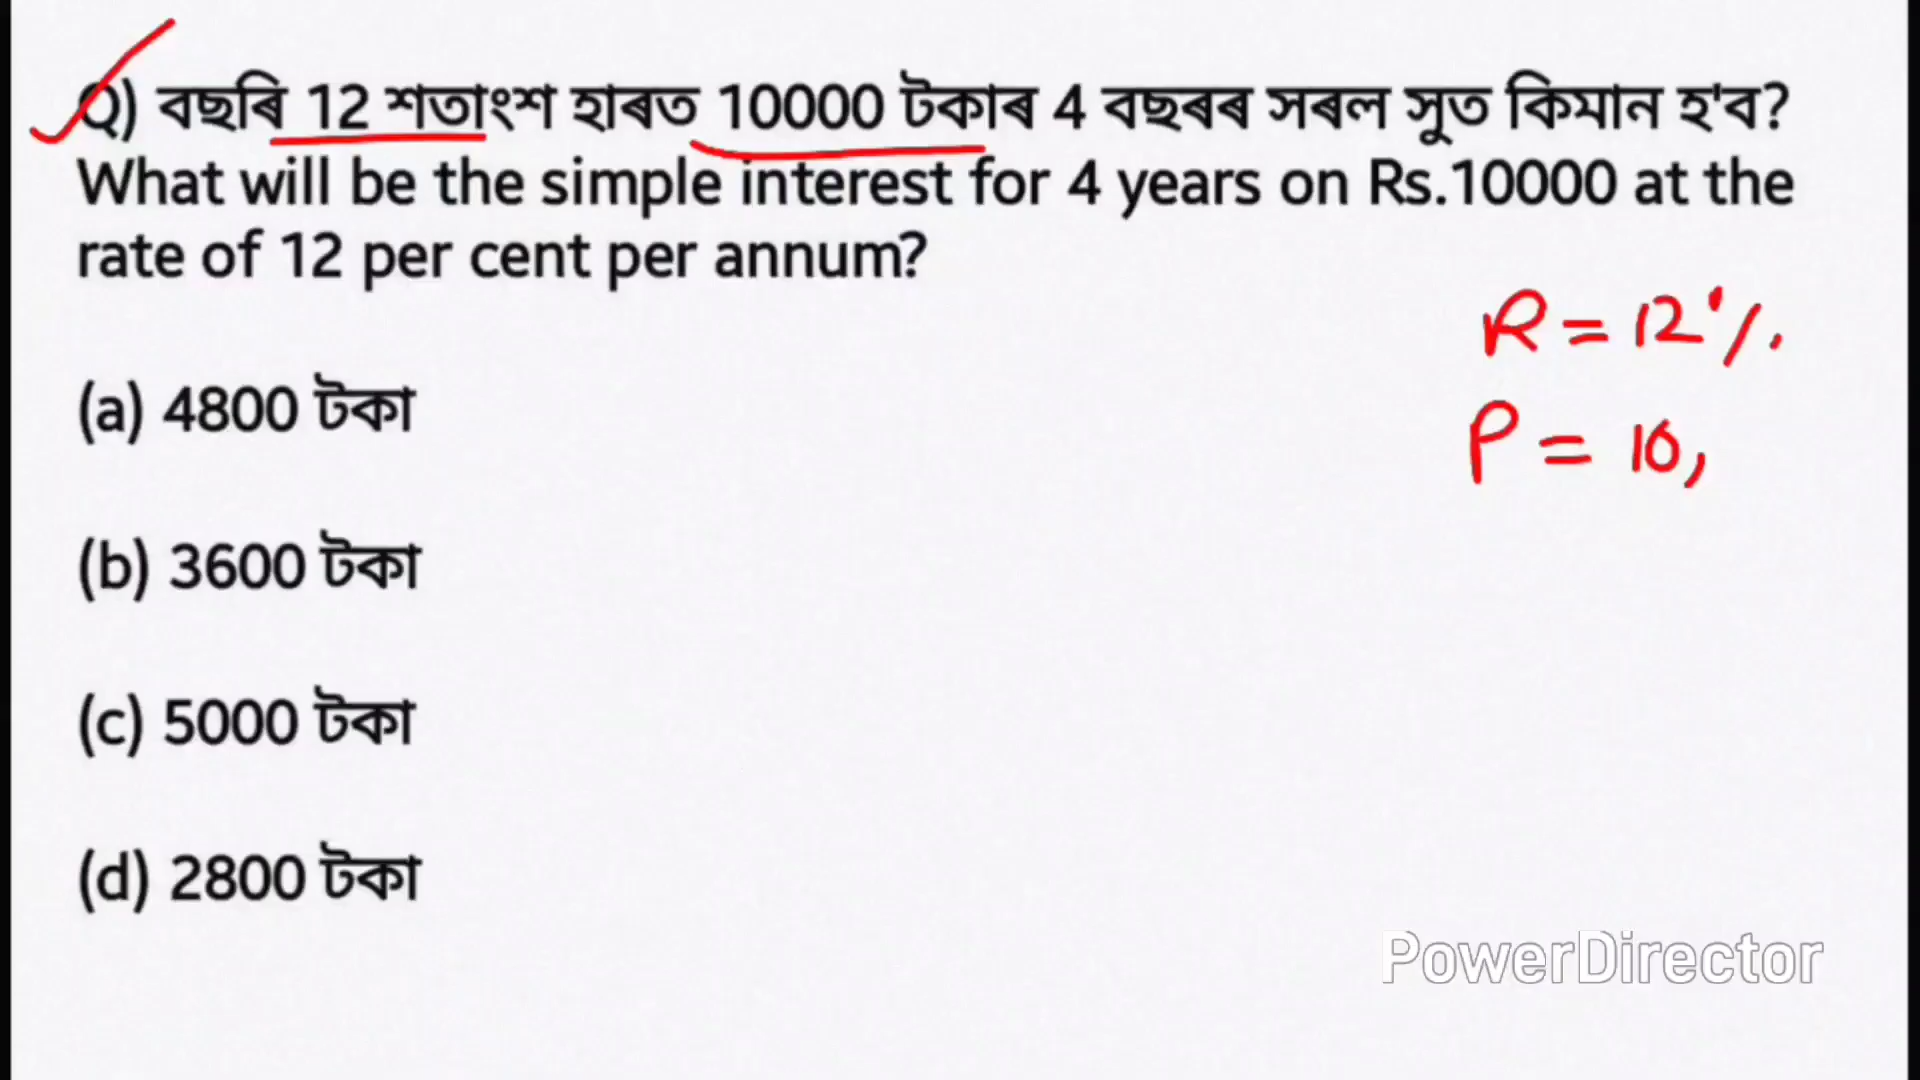 Q) বছৰি 12 শতাংশ হাৰত 10000 টকাৰ 4 বছৰৰ সৰল সুত কিমান হ'ব?
What will be the simple interest for 4 years on Rs.10000 at the
rate of 12 per cent per annum?
R = 12%
P = 10,
(a) 4800 টকা
(b) 3600 টকা
(c) 5000 টকা
(d) 2800 টকা
PowerDirector